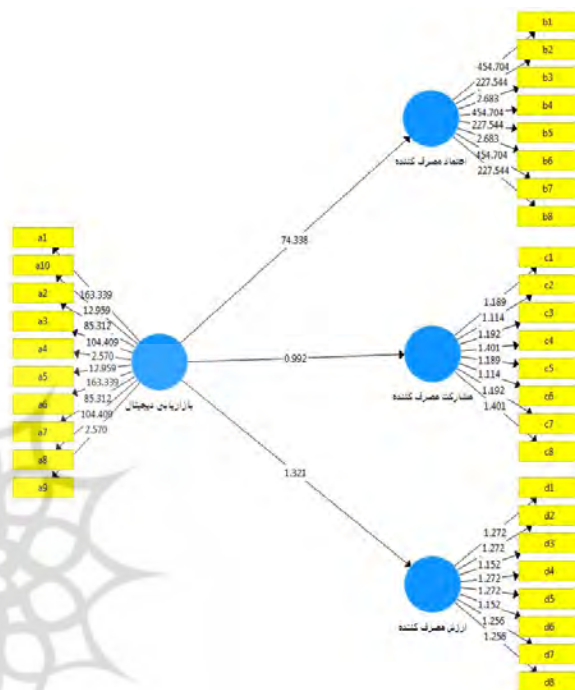 b1
b2
b3
b4
b5
b6
b7
b8
454.704
227.544
2.683
454.704
227.544
2.683
454.704
227.544
اعتماد مصرف کننده
74.338
a1
a10
a2
a3
a4
a5
a6
a7
a8
a9
163.339
12.959
85.312
104.409
2.570
12.959
163.339
85.312
104.409
2.570
بازاریابی دیجیتال
0.992
c1
c2
c3
c4
c5
c6
c7
c8
1.189
1.114
1.192
1.401
1.189
1.114
1.192
1.401
مشارکت مصرف کننده
1.321
d1
d2
d3
d4
d5
d6
d7
d8
1.272
1.272
1.152
1.272
1.272
1.152
1.256
1.256
ارزش مصرف کننده